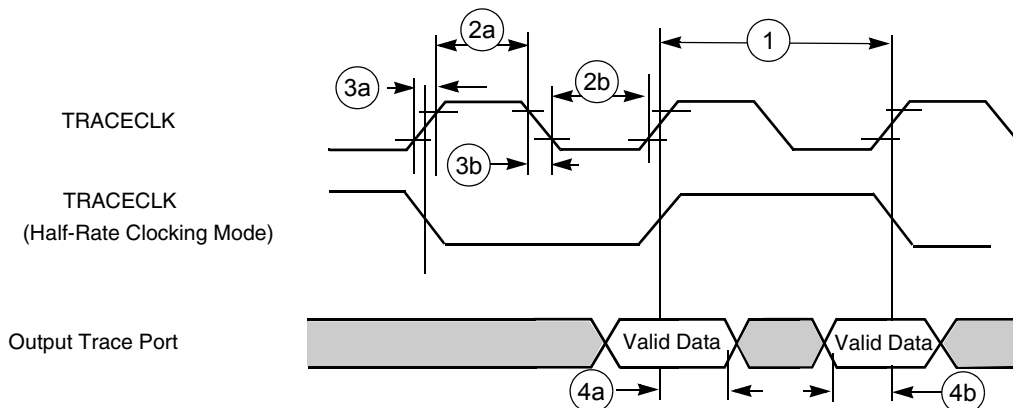 2a
1
3a
2b
TRACECLK
3b
TRACECLK
(Half-Rate Clocking Mode)
Output Trace Port
Valid Data
Valid Data
4a
4b